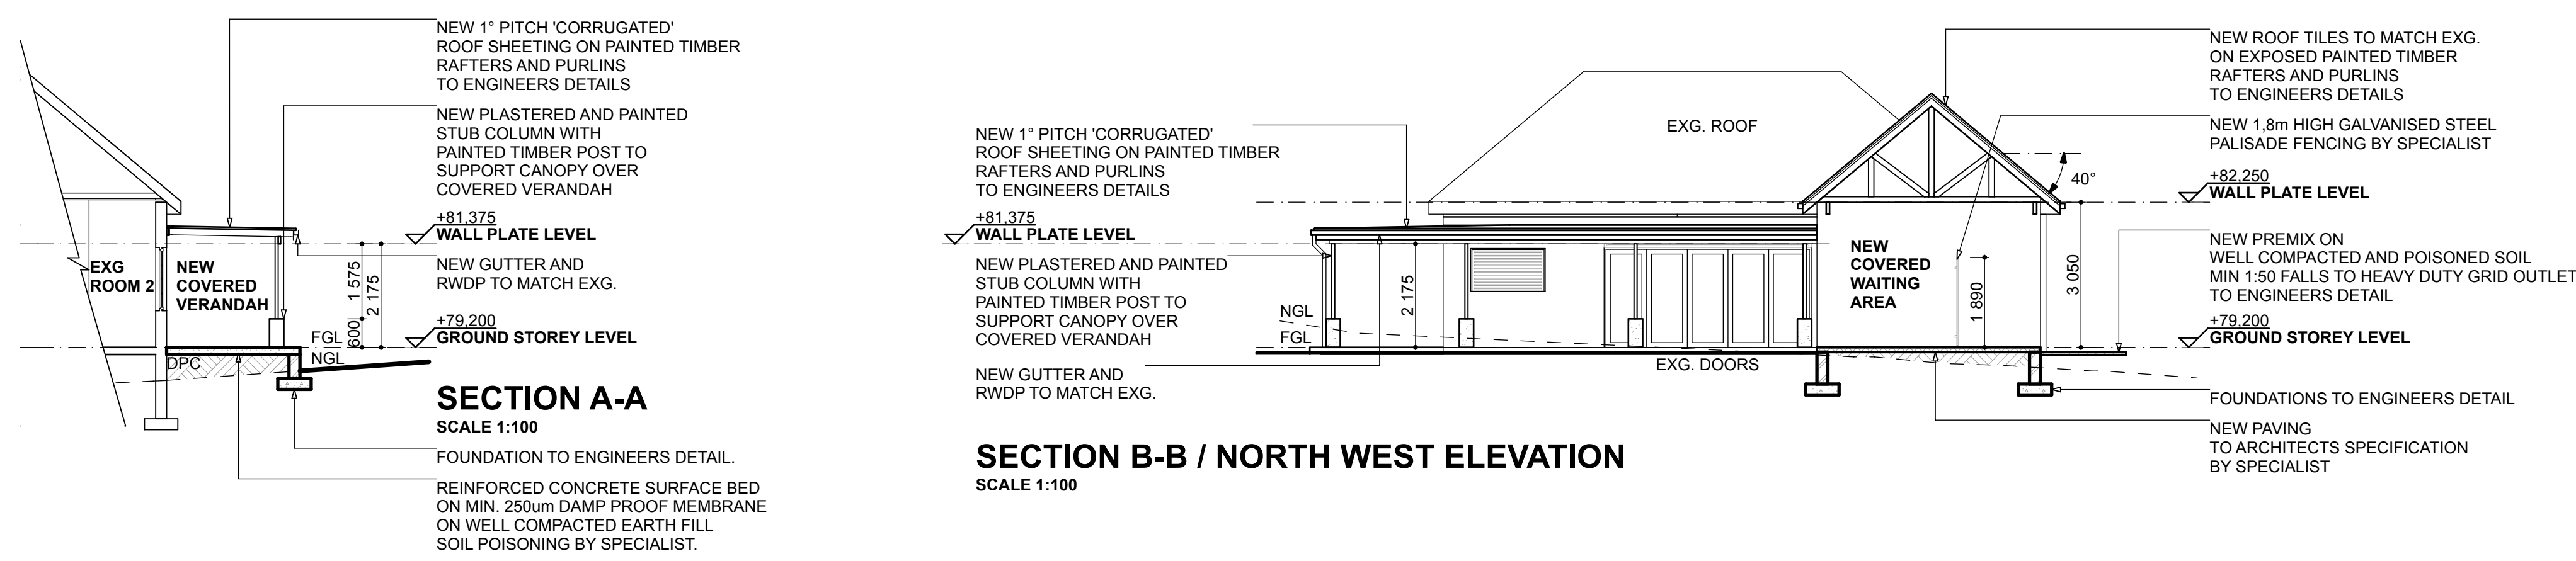 NEW 1° PITCH 'CORRUGATED'
ROOF SHEETING ON PAINTED TIMBER
RAFTERS AND PURLINS
TO ENGINEERS DETAILS
NEW PLASTERED AND PAINTED
STUB COLUMN WITH
PAINTED TIMBER POST TO
SUPPORT CANOPY OVER
COVERED VERANDAH
+81,375
WALL PLATE LEVEL
NEW GUTTER AND
RWDP TO MATCH EXG.
+79,200
GROUND STOREY LEVEL
EXG
ROOM 2
NEW
COVERED
VERANDAH
1 575
2 175
600
FGL
NGL
DPC
SECTION A-A
SCALE 1:100
FOUNDATION TO ENGINEERS DETAIL.
REINFORCED CONCRETE SURFACE BED
ON MIN. 250um DAMP PROOF MEMBRANE
ON WELL COMPACTED EARTH FILL
SOIL POISONING BY SPECIALIST.
NEW 1° PITCH 'CORRUGATED'
ROOF SHEETING ON PAINTED TIMBER
RAFTERS AND PURLINS
TO ENGINEERS DETAILS
+81,375
WALL PLATE LEVEL
NEW PLASTERED AND PAINTED
STUB COLUMN WITH
PAINTED TIMBER POST TO
SUPPORT CANOPY OVER
COVERED VERANDAH
NEW GUTTER AND
RWDP TO MATCH EXG.
NGL
FGL
EXG. ROOF
2 175
EXG. DOORS
NEW
COVERED
WAITING
AREA
1 890
3 050
40°
SECTION B-B / NORTH WEST ELEVATION
SCALE 1:100
NEW ROOF TILES TO MATCH EXG.
ON EXPOSED PAINTED TIMBER
RAFTERS AND PURLINS
TO ENGINEERS DETAILS
NEW 1,8m HIGH GALVANISED STEEL
PALISADE FENCING BY SPECIALIST
+82,250
WALL PLATE LEVEL
NEW PREMIX ON
WELL COMPACTED AND POISONED SOIL
MIN 1:50 FALLS TO HEAVY DUTY GRID OUTLET
TO ENGINEERS DETAIL
+79,200
GROUND STOREY LEVEL
FOUNDATIONS TO ENGINEERS DETAIL
NEW PAVING
TO ARCHITECTS SPECIFICATION
BY SPECIALIST